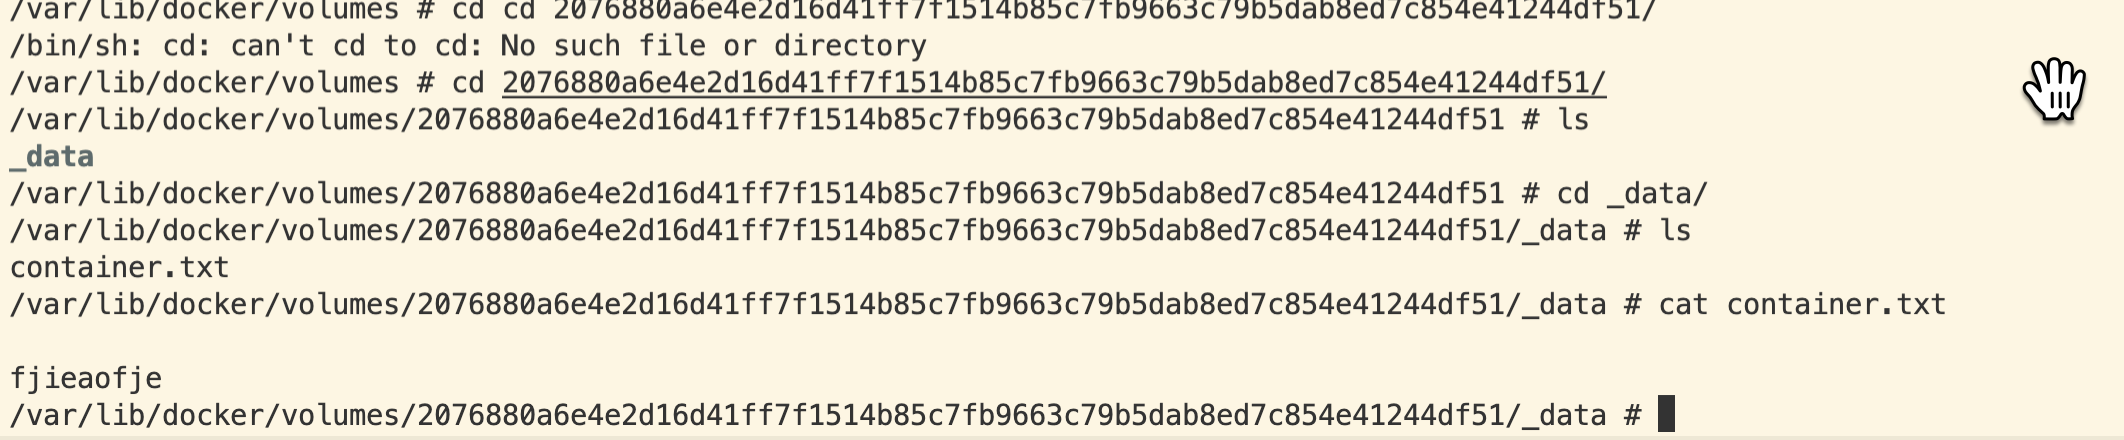 /var/lib/docker/volumes # cd cd 2076880a6e4e2d16d41ff7f1514b85c7fb9663c79b5dab8ed7c854e41244df51/
/bin/sh: cd: can't cd to cd: No such file or directory
/var/lib/docker/volumes # cd 2076880a6e4e2d16d41ff7f1514b85c7fb9663c79b5dab8ed7c854e41244df51/
/var/lib/docker/volumes/2076880a6e4e2d16d41ff7f1514b85c7fb9663c79b5dab8ed7c854e41244df51 # ls
_data
/var/lib/docker/volumes/2076880a6e4e2d16d41ff7f1514b85c7fb9663c79b5dab8ed7c854e41244df51 # cd _data/
/var/lib/docker/volumes/2076880a6e4e2d16d41ff7f1514b85c7fb9663c79b5dab8ed7c854e41244df51/_data # ls
container.txt
/var/lib/docker/volumes/2076880a6e4e2d16d41ff7f1514b85c7fb9663c79b5dab8ed7c854e41244df51/_data # cat container.txt
fjieaofje
/var/lib/docker/volumes/2076880a6e4e2d16d41ff7f1514b85c7fb9663c79b5dab8ed7c854e41244df51/_data #